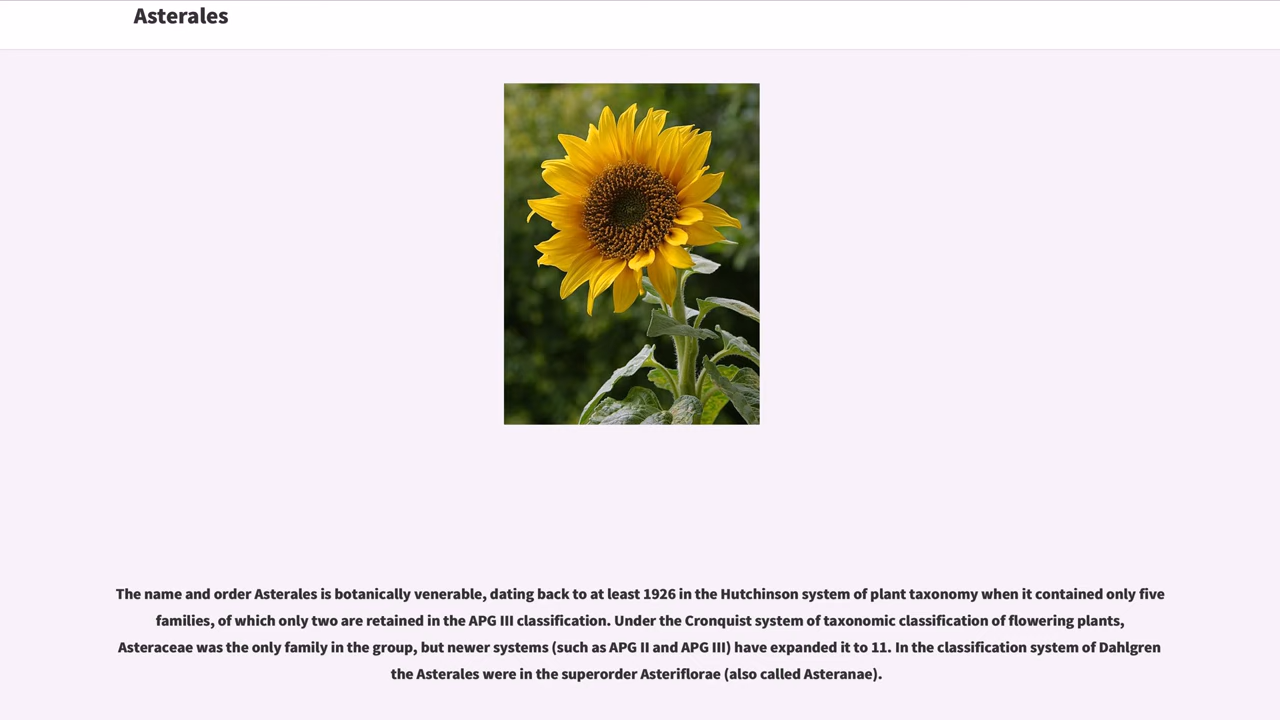 Asterales
The name and order Asterales is botanically venerable, dating back to at least 1926 in the Hutchinson system of plant taxonomy when it contained only five
families, of which only two are retained in the APG III classification. Under the Cronquist system of taxonomic classification of flowering plants,
Asteraceae was the only family in the group, but newer systems (such as APG II and APG III) have expanded it to 11. In the classification system of Dahlgren
the Asterales were in the superorder Asteriflorae (also called Asteranae).